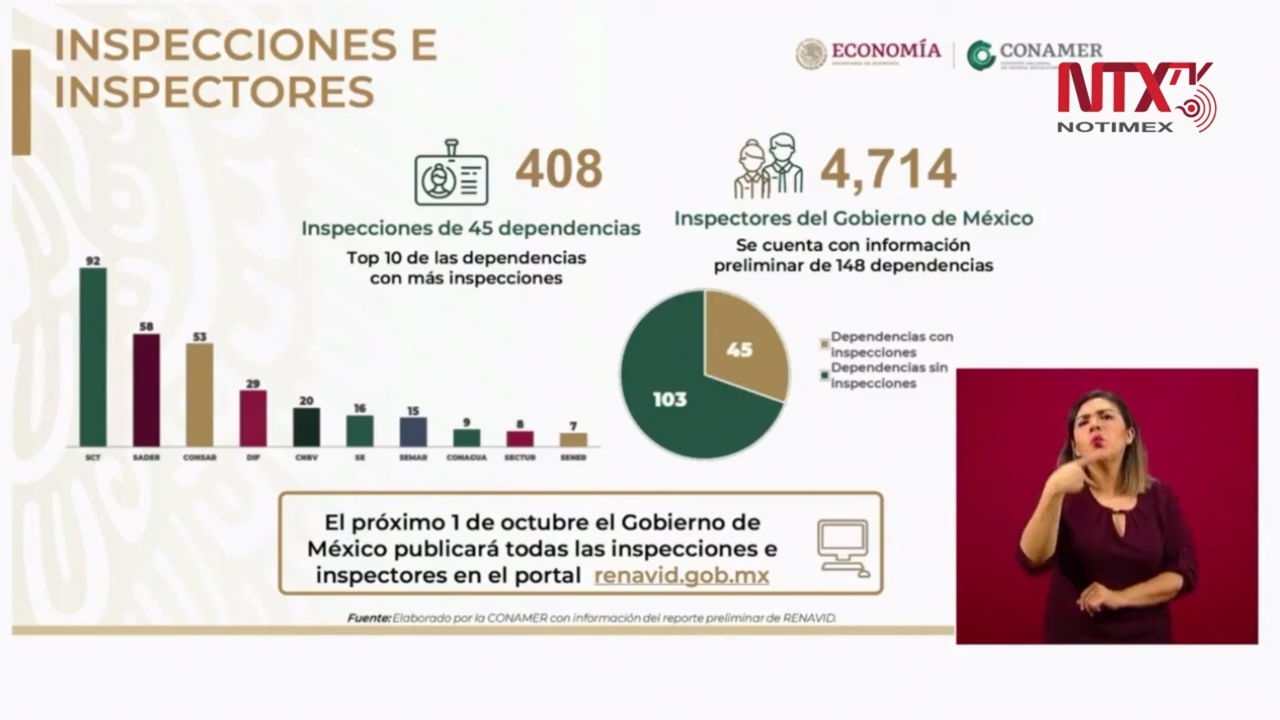 INSPECCIONES E
INSPECTORES
ECONOMÍA
SECRETARÍA DE ECONOMÍA
CONAMER
NTX
NOTIMEX
408
Inspecciones de 45 dependencias
Top 10 de las dependencias
con más inspecciones
4,714
Inspectores del Gobierno de México
Se cuenta con información
preliminar de 148 dependencias
92
58
53
29
20
16
15
9
8
7
SCT
SADER
CONSAR
DIF
CNBV
SE
SEMAR
CONAGUA
SECTUR
SENER
45
103
Dependencias con
inspecciones
Dependencias sin
inspecciones
El próximo 1 de octubre el Gobierno de
México publicará todas las inspecciones e
inspectores en el portal renavid.gob.mx
Fuente: Elaborado por la CONAMER con información del reporte preliminar de RENAVID.